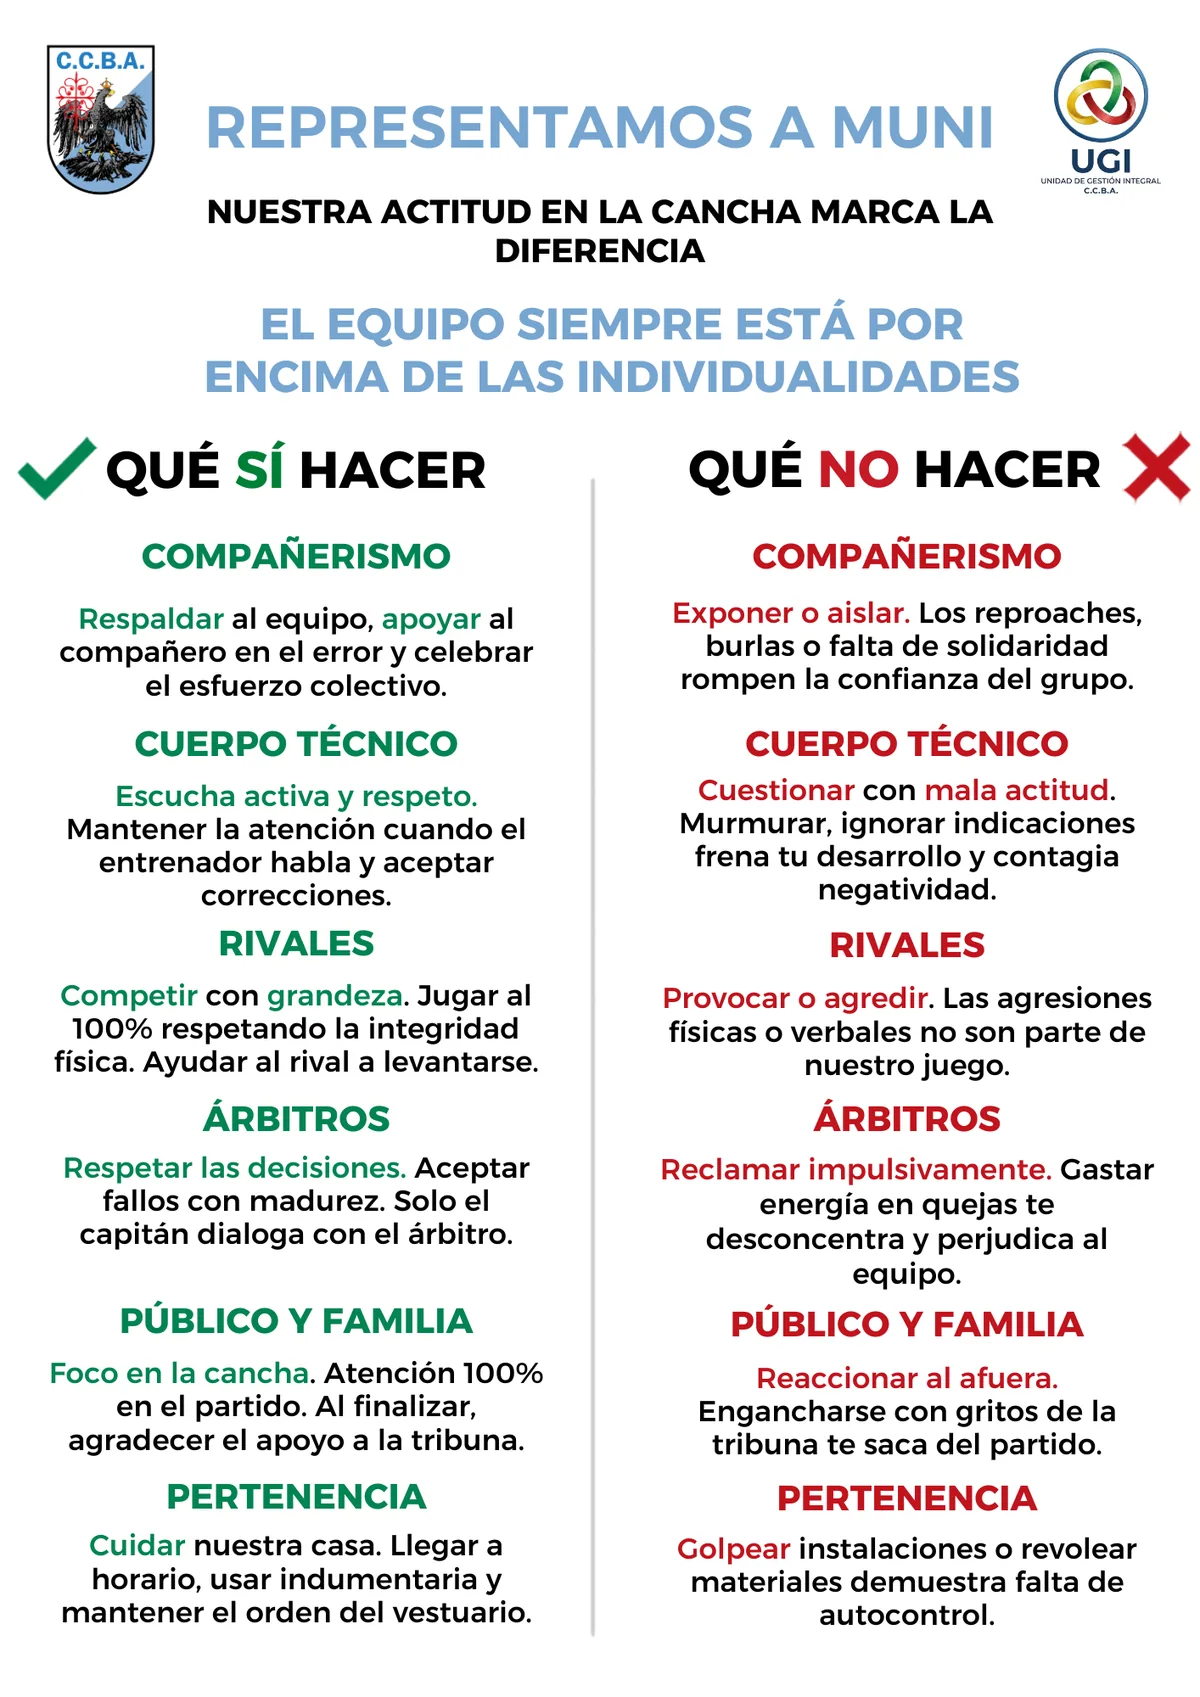 C.C.B.A.
REPRESENTAMOS A MUNI
UGI
UNIDAD DE GESTIÓN INTEGRAL
C.C.B.A.
NUESTRA ACTITUD EN LA CANCHA MARCA LA
DIFERENCIA
EL EQUIPO SIEMPRE ESTÁ POR
ENCIMA DE LAS INDIVIDUALIDADES
QUÉ SÍ HACER
COMPAÑERISMO
Respaldar al equipo, apoyar al
compañero en el error y celebrar
el esfuerzo colectivo.
CUERPO TÉCNICO
Escucha activa y respeto.
Mantener la atención cuando el
entrenador habla y aceptar
correcciones.
RIVALES
Competir con grandeza. Jugar al
100% respetando la integridad
física. Ayudar al rival a levantarse.
ÁRBITROS
Respetar las decisiones. Aceptar
fallos con madurez. Solo el
capitán dialoga con el árbitro.
PÚBLICO Y FAMILIA
Foco en la cancha. Atención 100%
en el partido. Al finalizar,
agradecer el apoyo a la tribuna.
PERTENENCIA
Cuidar nuestra casa. Llegar a
horario, usar indumentaria y
mantener el orden del vestuario.
QUÉ NO HACER
COMPAÑERISMO
Exponer o aislar. Los reproaches,
burlas o falta de solidaridad
rompen la confianza del grupo.
CUERPO TÉCNICO
Cuestionar con mala actitud.
Murmurar, ignorar indicaciones
frena tu desarrollo y contagia
negatividad.
RIVALES
Provocar o agredir. Las agresiones
físicas o verbales no son parte de
nuestro juego.
ÁRBITROS
Reclamar impulsivamente. Gastar
energía en quejas te
desconcentra y perjudica al
equipo.
PÚBLICO Y FAMILIA
Reaccionar al afuera.
Engancharse con gritos de la
tribuna te saca del partido.
PERTENENCIA
Golpear instalaciones o revolear
materiales demuestra falta de
autocontrol.